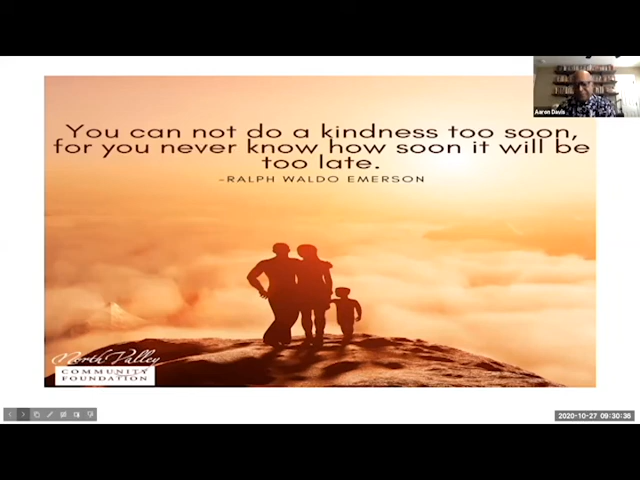 Aaron Davis
You can not do a kindness too soon,
for you never know how soon it will be
too late.
-RALPH WALDO EMERSON
North Valley
COMMUNITY
FOUNDATION
2020-10-27 09:30:36